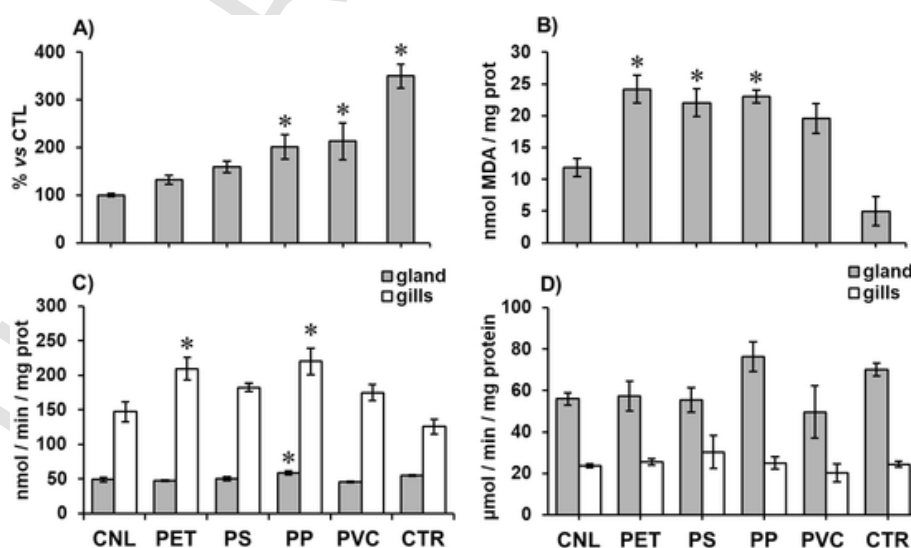 A)
400
300
200
100
0
% vs CTL
*
*
*
B)
30
25
20
15
10
5
0
nmol MDA / mg prot
*
*
*
C)
gland
gills
300
250
200
150
100
50
0
nmol / min / mg prot
*
*
*
CNL PET PS PP PVC CTR
D)
gland
gills
100
80
60
40
20
0
µmol / min / mg protein
CNL PET PS PP PVC CTR